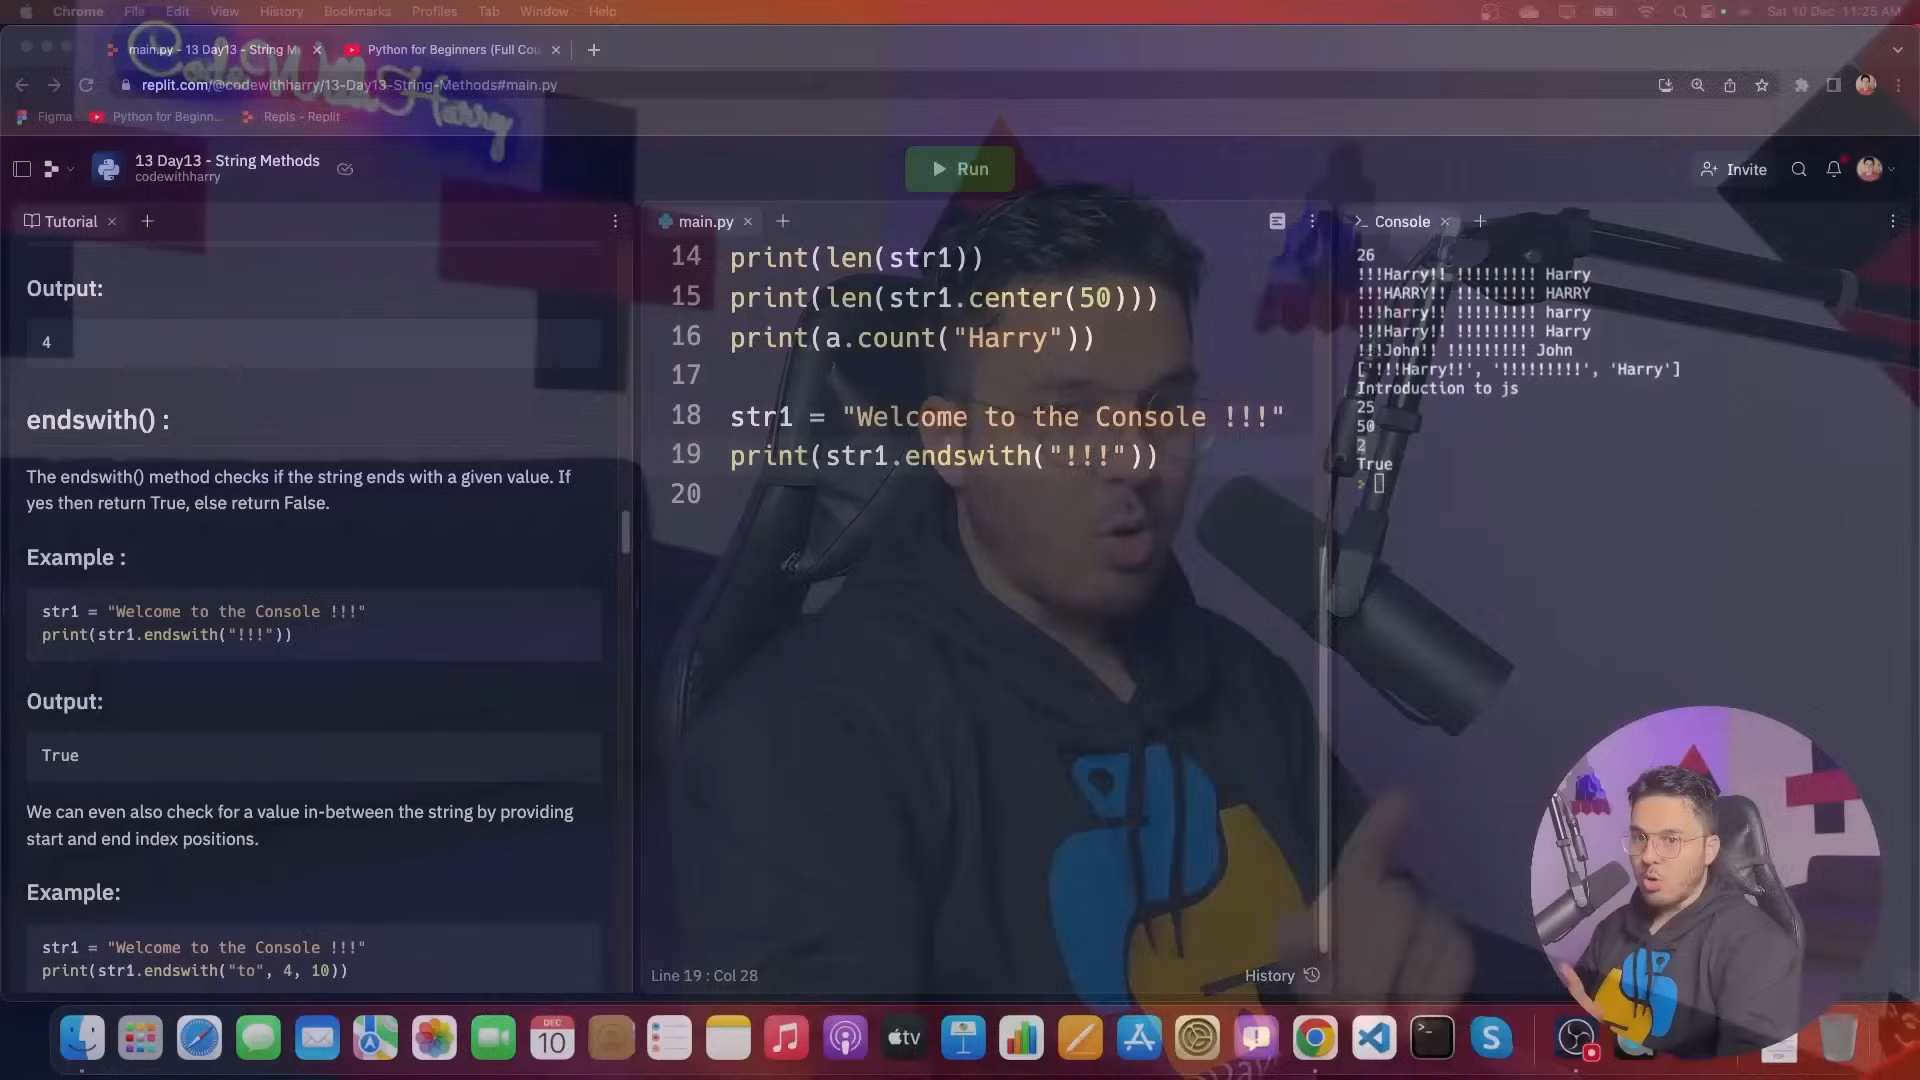 Chrome File Edit View History Bookmarks Profiles Tab Window Help Sat 10 Dec 11:25 AM
main.py - 13 Day13 - String M Python for Beginners (Full Cou
replit.com/@codewithharry/13-Day13-String-Methods#main.py
Figma Python for Beginn... Repls - Replit
CodeWithHarry
13 Day13 - String Methods
codewithharry
Run
Invite
Tutorial
Output:
4
endswith() :
The endswith() method checks if the string ends with a given value. If
yes then return True, else return False.
Example :
str1 = "Welcome to the Console !!!"
print(str1.endswith("!!!"))
Output:
True
We can even also check for a value in-between the string by providing
start and end index positions.
Example:
str1 = "Welcome to the Console !!!"
print(str1.endswith("to", 4, 10))
main.py
14 print(len(str1))
15 print(len(str1.center(50)))
16 print(a.count("Harry"))
17
18 str1 = "Welcome to the Console !!!"
19 print(str1.endswith("!!!"))
20
Line 19 : Col 28
History
Console
26
!!!Harry!! !!!!!!!!! Harry
!!!HARRY!! !!!!!!!!! HARRY
!!!harry!! !!!!!!!!! harry
!!!Harry!! !!!!!!!!! Harry
!!!John!! !!!!!!!!! John
['!!!Harry!!', '!!!!!!!!!', 'Harry']
Introduction to js
25
50
2
True
>
DEC
10
tv